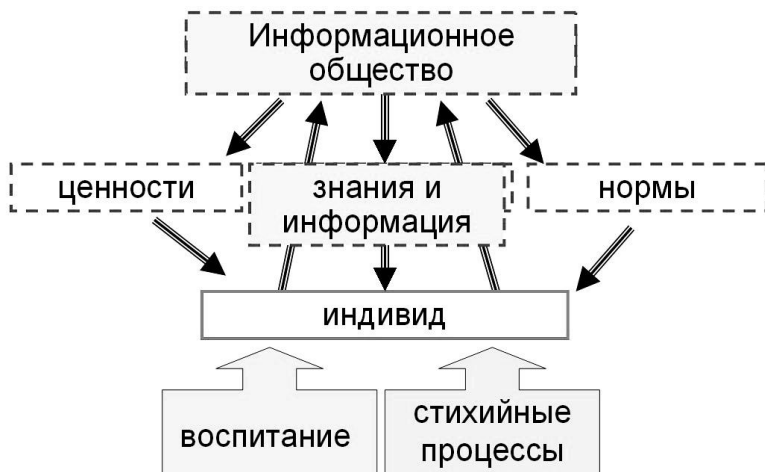 Информационное
общество
ценности
знания и
информация
нормы
индивид
воспитание
стихийные
процессы